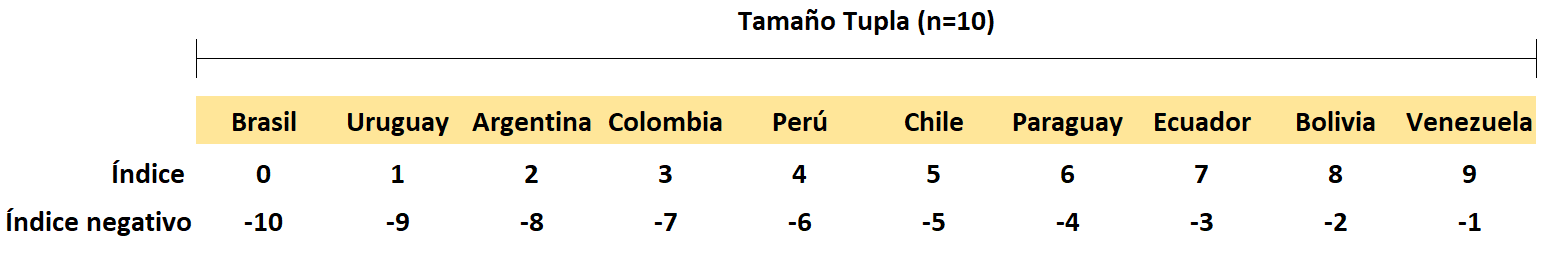 Tamaño Tupla (n=10)
Brasil Uruguay Argentina Colombia Perú Chile Paraguay Ecuador Bolivia Venezuela
Índice 0 1 2 3 4 5 6 7 8 9
Índice negativo -10 -9 -8 -7 -6 -5 -4 -3 -2 -1